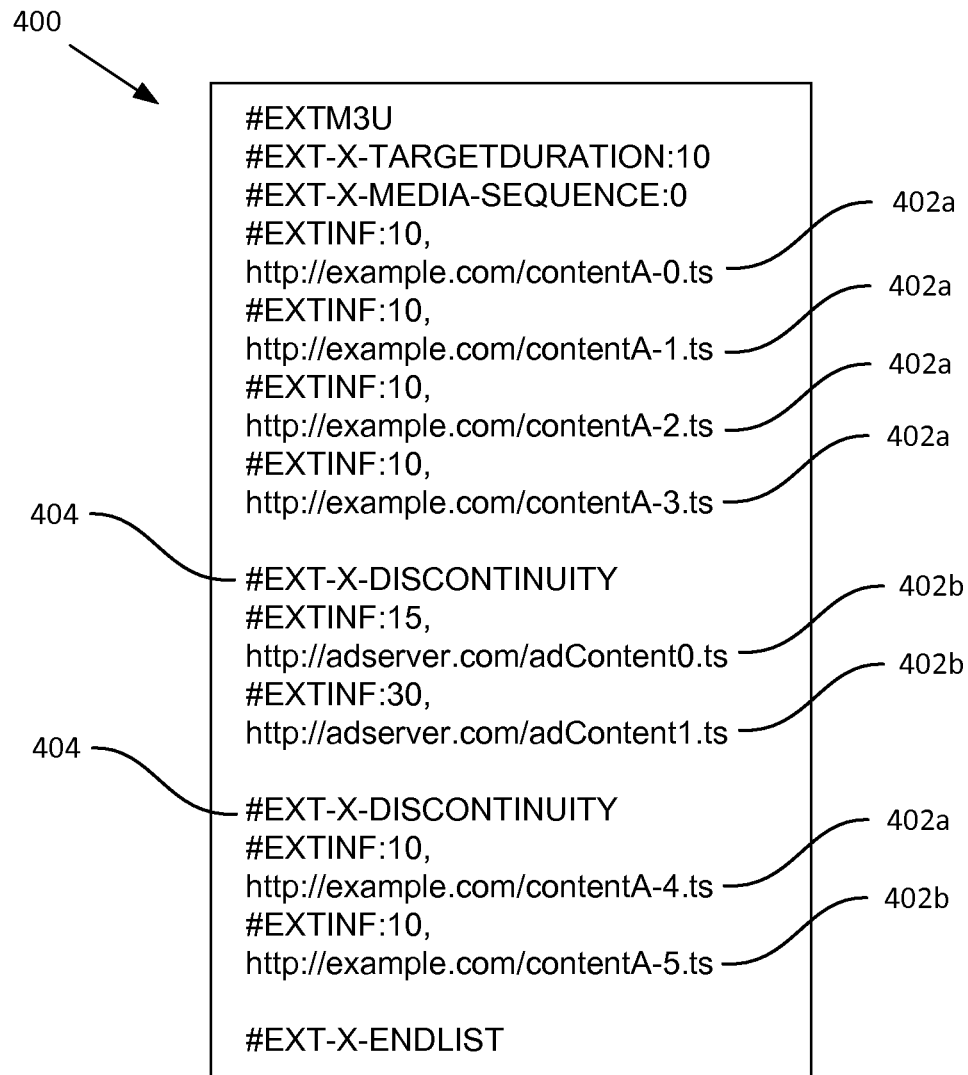 400
#EXTM3U
#EXT-X-TARGETDURATION:10
#EXT-X-MEDIA-SEQUENCE:0
#EXTINF:10,
http://example.com/contentA-0.ts 402a
#EXTINF:10,
http://example.com/contentA-1.ts 402a
#EXTINF:10,
http://example.com/contentA-2.ts 402a
#EXTINF:10,
http://example.com/contentA-3.ts 402a
404 #EXT-X-DISCONTINUITY
#EXTINF:15,
http://adserver.com/adContent0.ts 402b
#EXTINF:30,
http://adserver.com/adContent1.ts 402b
404 #EXT-X-DISCONTINUITY
#EXTINF:10,
http://example.com/contentA-4.ts 402a
#EXTINF:10,
http://example.com/contentA-5.ts 402b
#EXT-X-ENDLIST